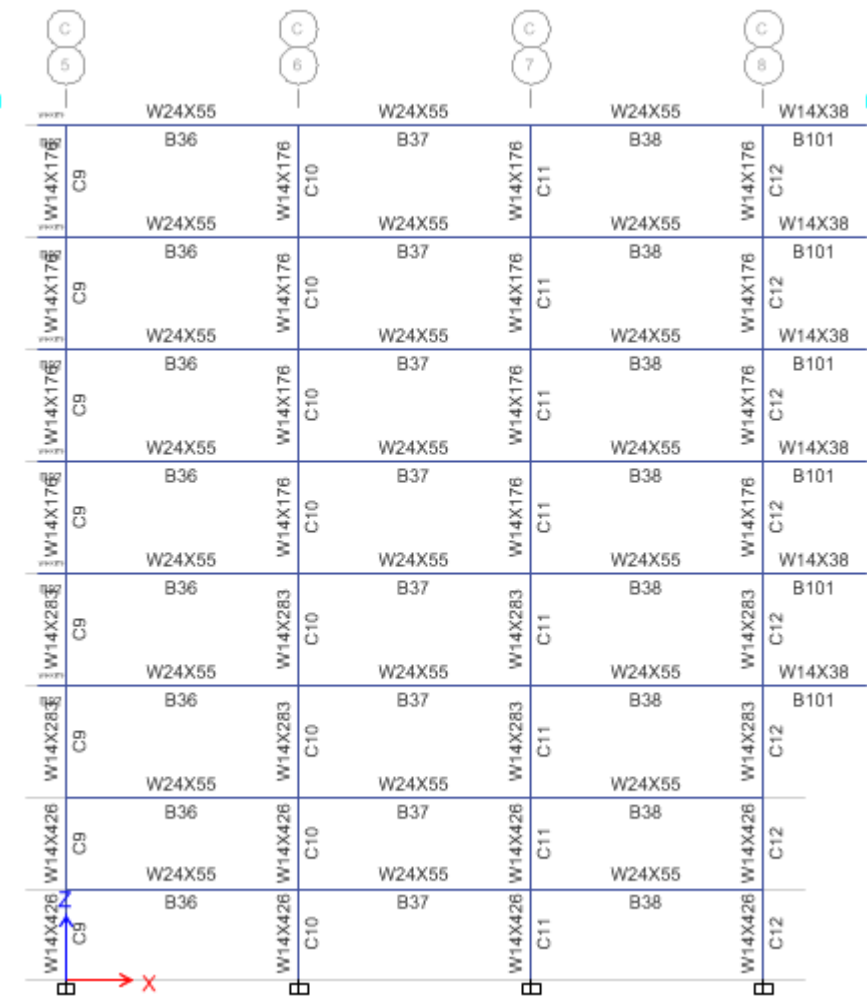 C C C C
5 6 7 8
W24X55 W24X55 W24X55 W14X38
B36 B37 B38 B101
W14X176 C9 W14X176 C10 W14X176 C11 W14X176 C12
W24X55 W24X55 W24X55 W14X38
B36 B37 B38 B101
W14X176 C9 W14X176 C10 W14X176 C11 W14X176 C12
W24X55 W24X55 W24X55 W14X38
B36 B37 B38 B101
W14X176 C9 W14X176 C10 W14X176 C11 W14X176 C12
W24X55 W24X55 W24X55 W14X38
B36 B37 B38 B101
W14X176 C9 W14X176 C10 W14X176 C11 W14X176 C12
W24X55 W24X55 W24X55 W14X38
B36 B37 B38 B101
W14X283 C9 W14X283 C10 W14X283 C11 W14X283 C12
W24X55 W24X55 W24X55 W14X38
B36 B37 B38 B101
W14X283 C9 W14X283 C10 W14X283 C11 W14X283 C12
W24X55 W24X55 W24X55
B36 B37 B38
W14X426 C9 W14X426 C10 W14X426 C11 W14X426 C12
W24X55 W24X55 W24X55
Z B36 B37 B38
W14X426 C9 W14X426 C10 W14X426 C11 W14X426 C12
X